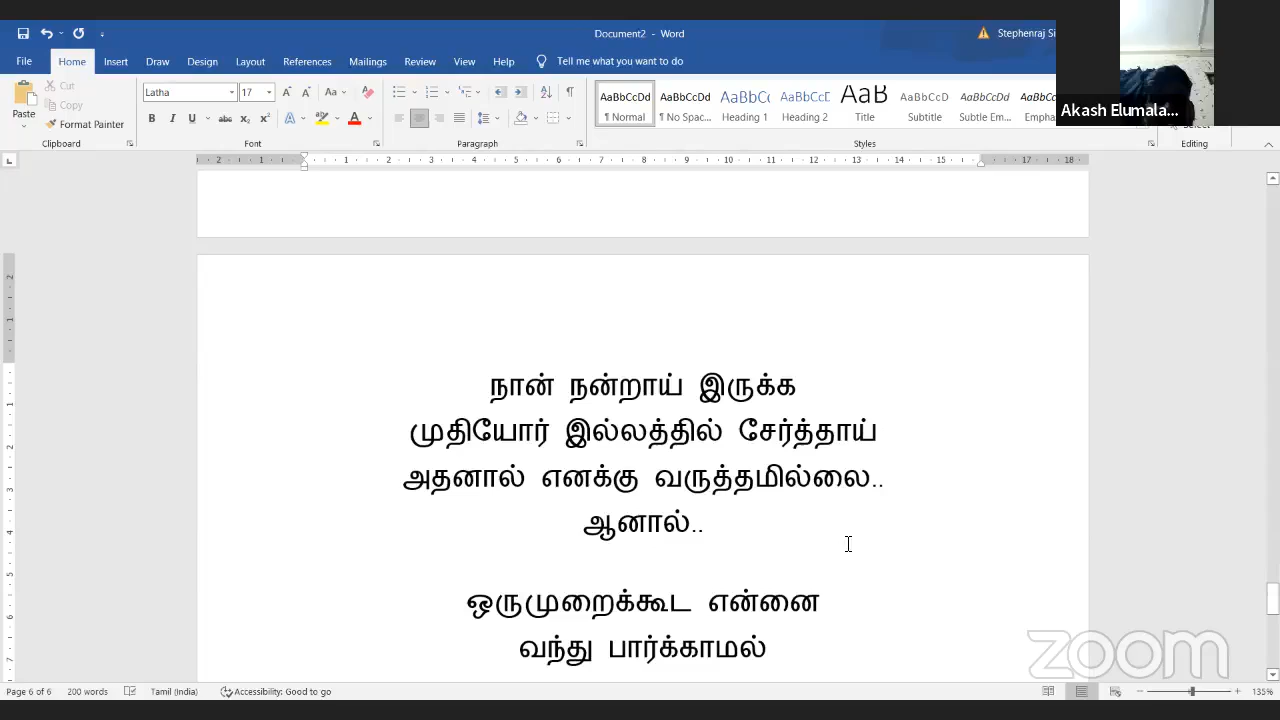 Document2 - Word
Stephenraj Si
File Home Insert Draw Design Layout References Mailings Review View Help Tell me what you want to do
Akash Elumala...
Paste
Cut
Copy
Format Painter
Latha 17
AaBbCcDd AaBbCcDd AaBbCc AaBbCcE AaB AaBbCcD AaBbCcDd AaBbCc
¶ Normal ¶ No Spac... Heading 1 Heading 2 Title Subtitle Subtle Em... Empha
Clipboard Font Paragraph Styles Editing
நான் நன்றாய் இருக்க
முதியோர் இல்லத்தில் சேர்த்தாய்
அதனால் எனக்கு வருத்தமில்லை..
ஆனால்..
ஒருமுறைக்கூட என்னை
வந்து பார்க்காமல்
zoom
Page 6 of 6 200 words Tamil (India) Accessibility: Good to go 135%